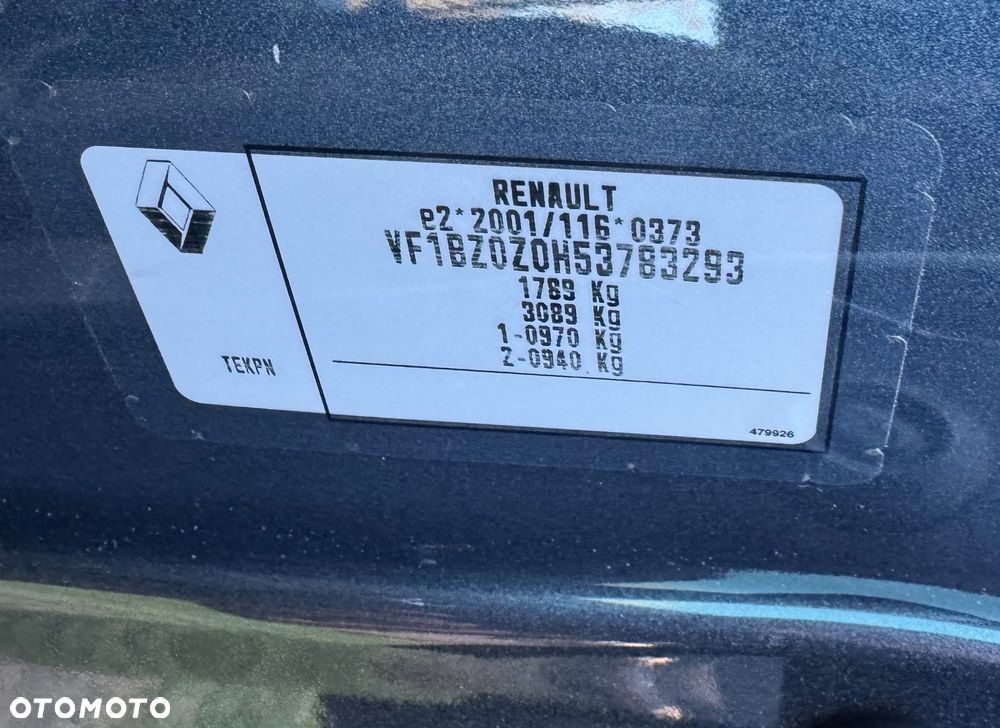 RENAULT
e2*2001/116*0373
VF1BZ0Z0H53783293
1789 Kg
3089 Kg
1-0970 Kg
2-0940 Kg
TEKPN
479926
OTOMOTO